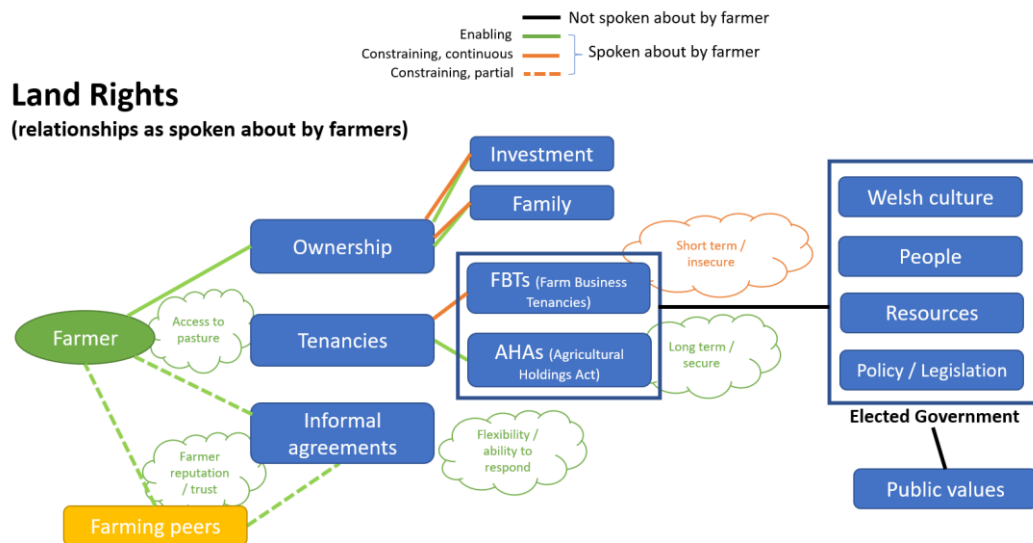 Not spoken about by farmer
Enabling
Constraining, continuous
Spoken about by farmer
Constraining, partial
Land Rights
(relationships as spoken about by farmers)
Investment
Family
Ownership
Welsh culture
Short term /
insecure
People
FBTs (Farm Business
Tenancies)
Resources
Access to
pasture
Farmer
Tenancies
AHAs (Agricultural
Holdings Act)
Long term /
secure
Policy / Legislation
Elected Government
Informal
agreements
Flexibility /
ability to
respond
Farmer
reputation
/ trust
Public values
Farming peers